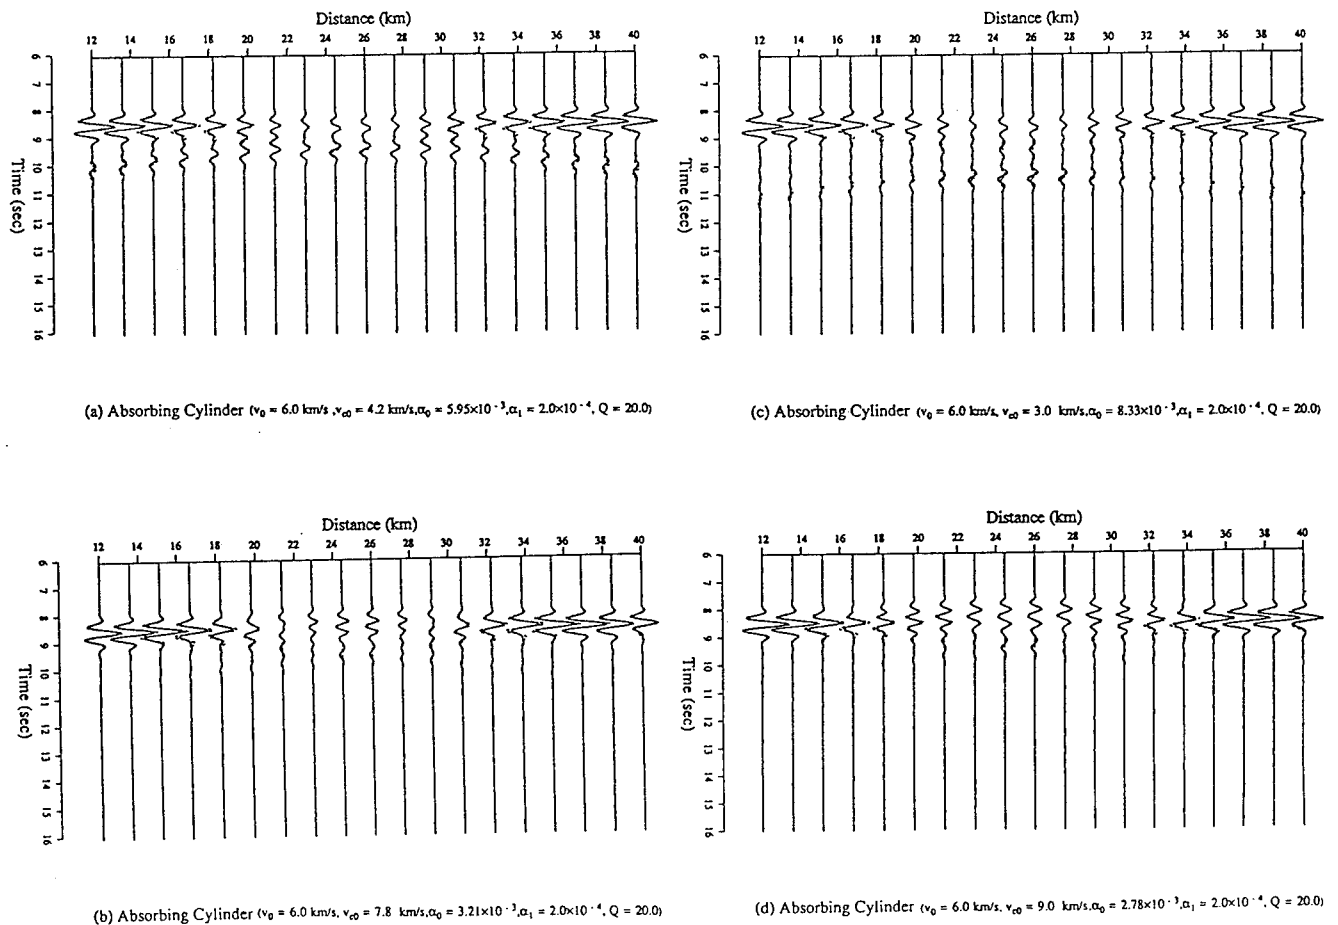 Distance (km)
12 14 16 18 20 22 24 26 28 30 32 34 36 38 40
6
7
8
9
10
11
12
13
14
15
16
Time (sec)
(a) Absorbing Cylinder (v₀ = 6.0 km/s ,v_c0 = 4.2 km/s,α₀ = 5.95×10⁻³,α₁ = 2.0×10⁻⁴, Q = 20.0)
Distance (km)
12 14 16 18 20 22 24 26 28 30 32 34 36 38 40
6
7
8
9
10
11
12
13
14
15
16
Time (sec)
(c) Absorbing Cylinder (v₀ = 6.0 km/s, v_c0 = 3.0 km/s,α₀ = 8.33×10⁻³,α₁ = 2.0×10⁻⁴, Q = 20.0)
Distance (km)
12 14 16 18 20 22 24 26 28 30 32 34 36 38 40
6
7
8
9
10
11
12
13
14
15
16
Time (sec)
(b) Absorbing Cylinder (v₀ = 6.0 km/s, v_c0 = 7.8 km/s,α₀ = 3.21×10⁻³,α₁ = 2.0×10⁻⁴, Q = 20.0)
Distance (km)
12 14 16 18 20 22 24 26 28 30 32 34 36 38 40
6
7
8
9
10
11
12
13
14
15
16
Time (sec)
(d) Absorbing Cylinder (v₀ = 6.0 km/s, v_c0 = 9.0 km/s,α₀ = 2.78×10⁻³,α₁ = 2.0×10⁻⁴, Q = 20.0)